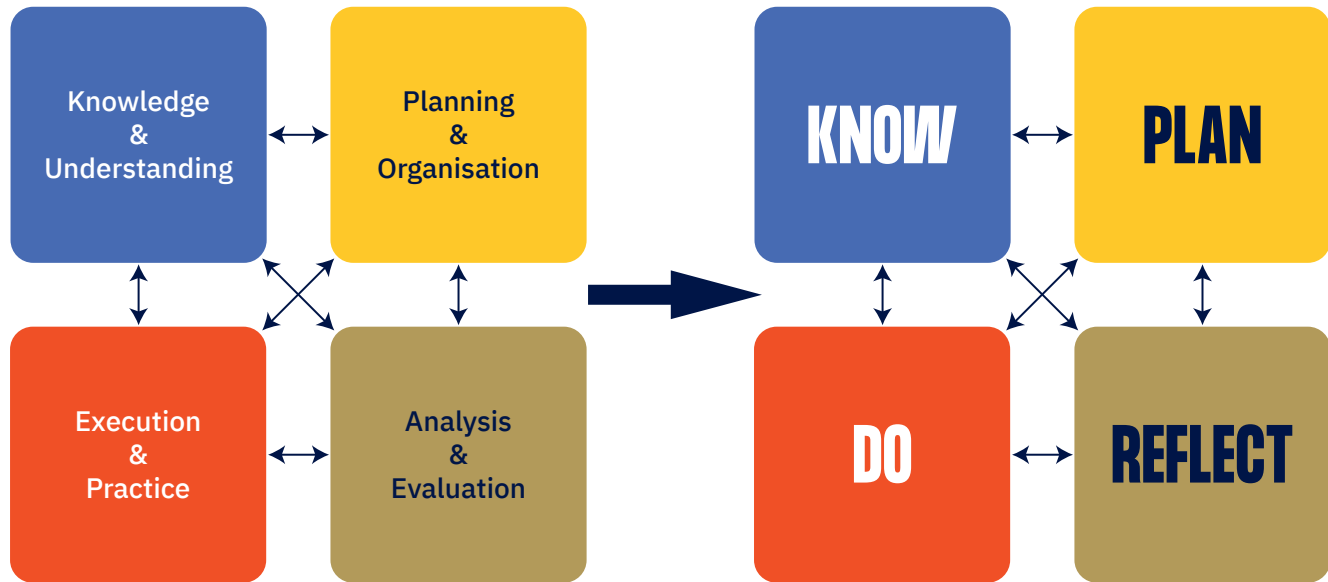 Knowledge
&
Understanding
Planning
&
Organisation
Execution
&
Practice
Analysis
&
Evaluation
KNOW
PLAN
DO
REFLECT